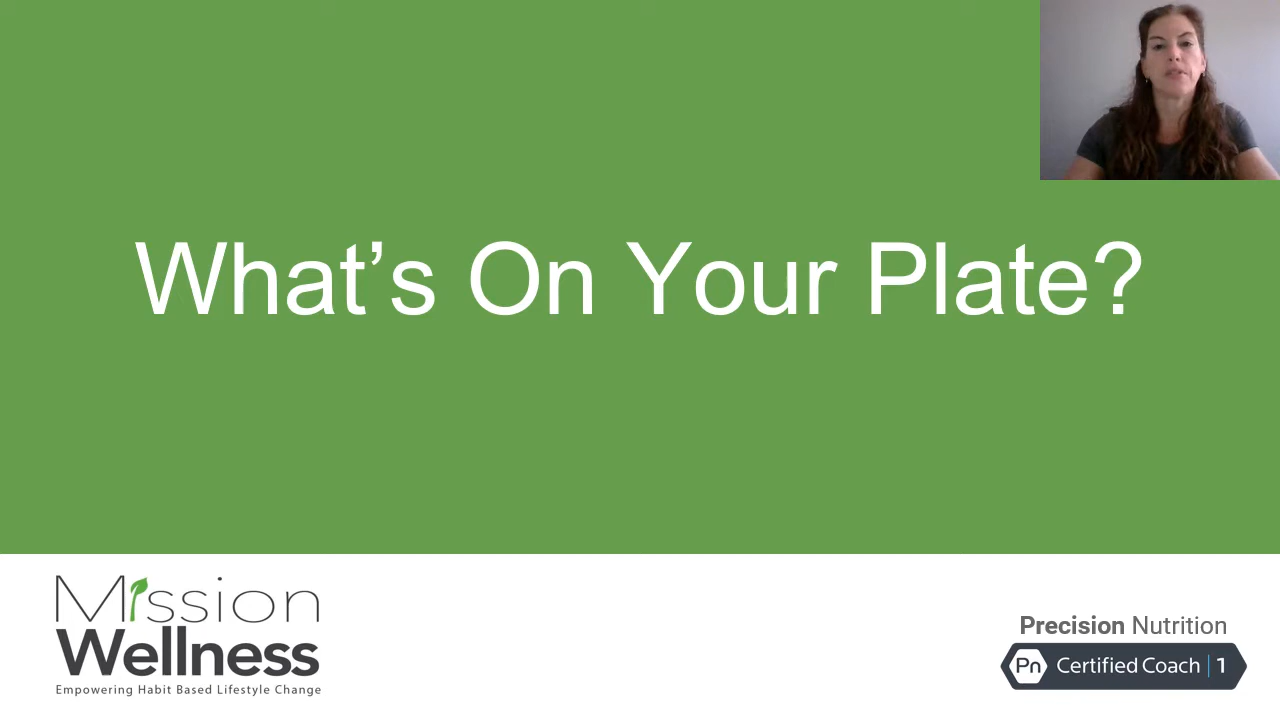 What's On Your Plate?
Mission
Wellness
Empowering Habit Based Lifestyle Change
Precision Nutrition
Pn Certified Coach | 1